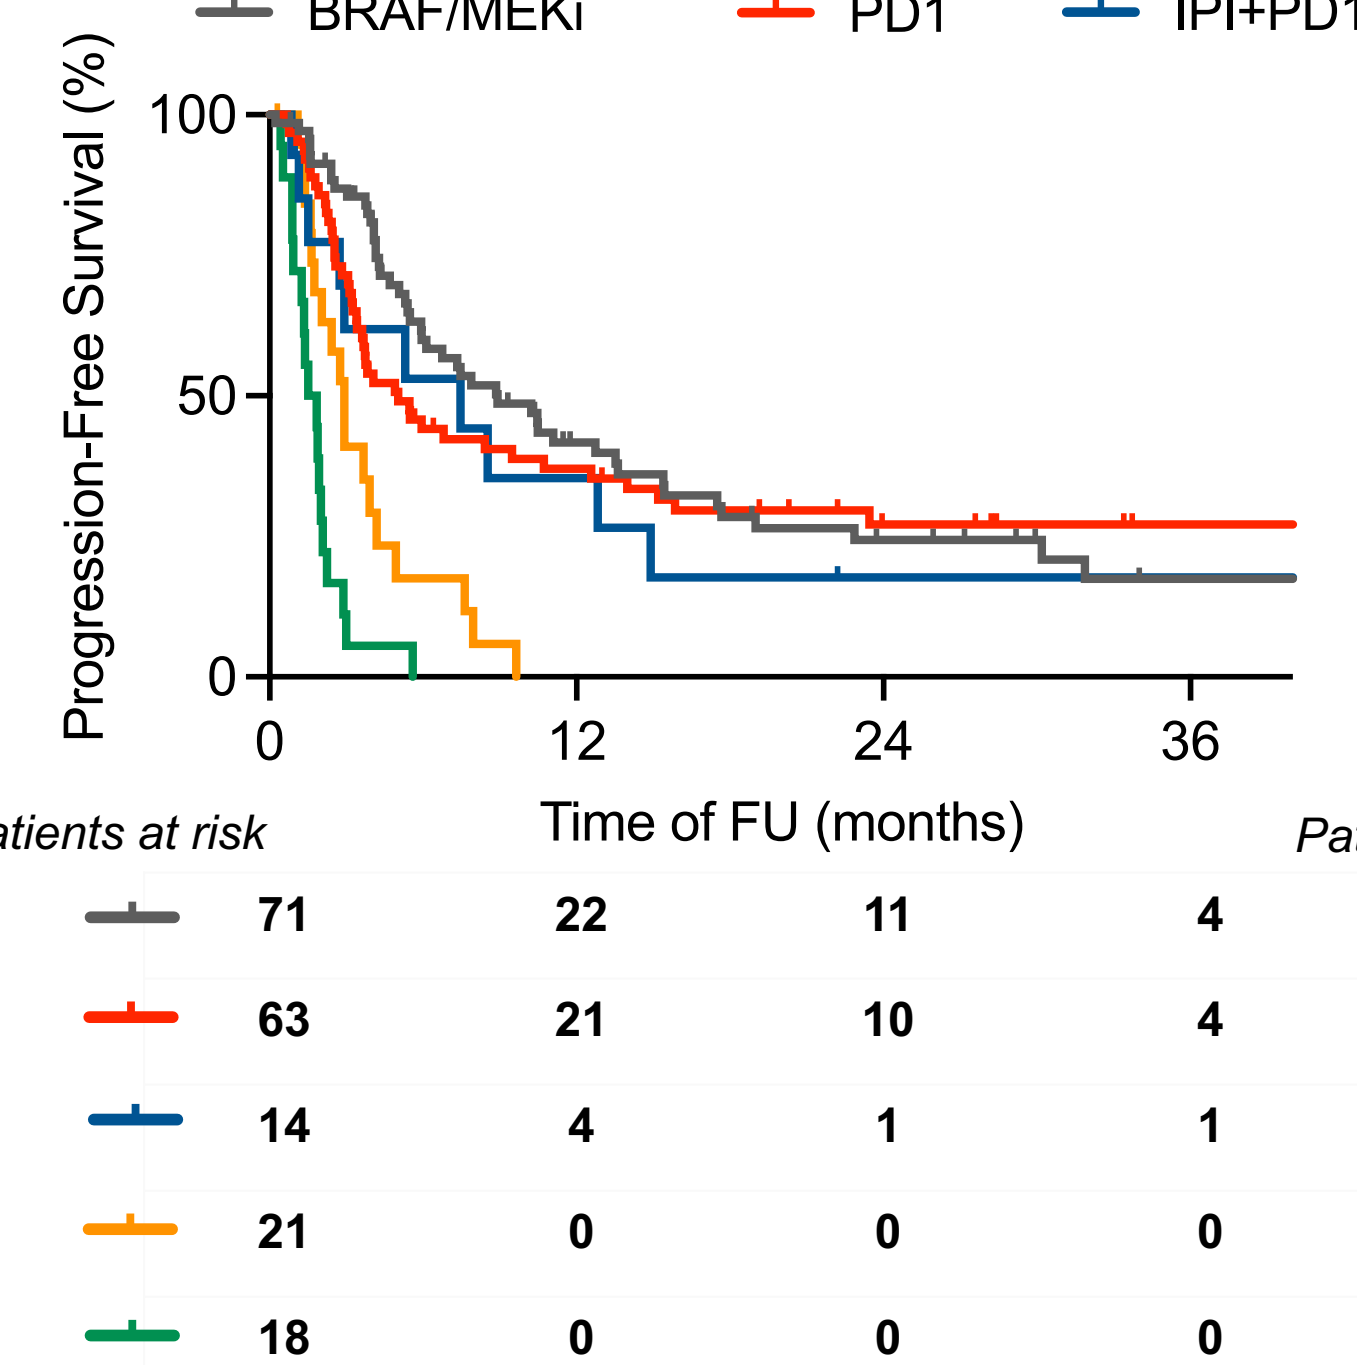 BRAF/MEKi PD1 IPI+PD1
Progression-Free Survival (%)
100
50
0
0 12 24 36
Time of FU (months)
at risk
71 22 11 4
63 21 10 4
14 4 1 1
21 0 0 0
18 0 0 0